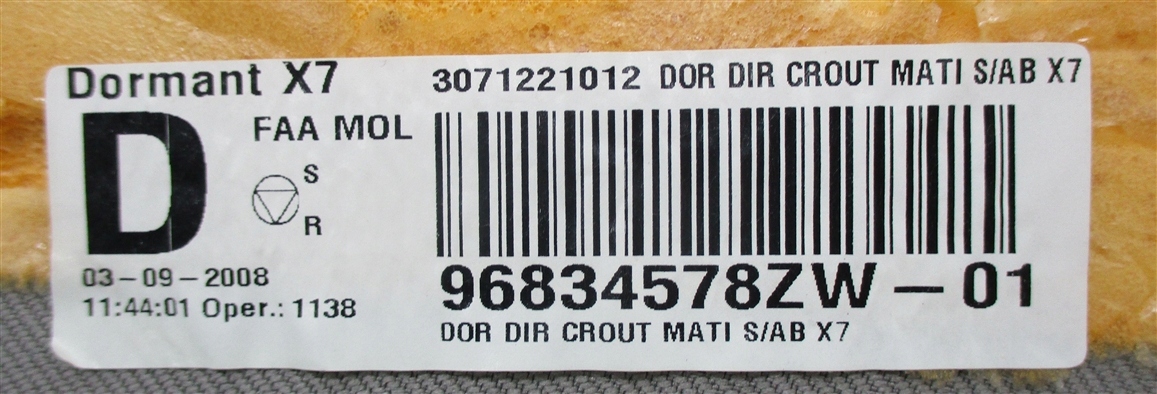 Dormant X7
3071221012 DOR DIR CROUT MATI S/AB X7
D
FAA MOL
S
R
03-09-2008
11:44:01 Oper.: 1138
96834578ZW - 01
DOR DIR CROUT MATI S/AB X7